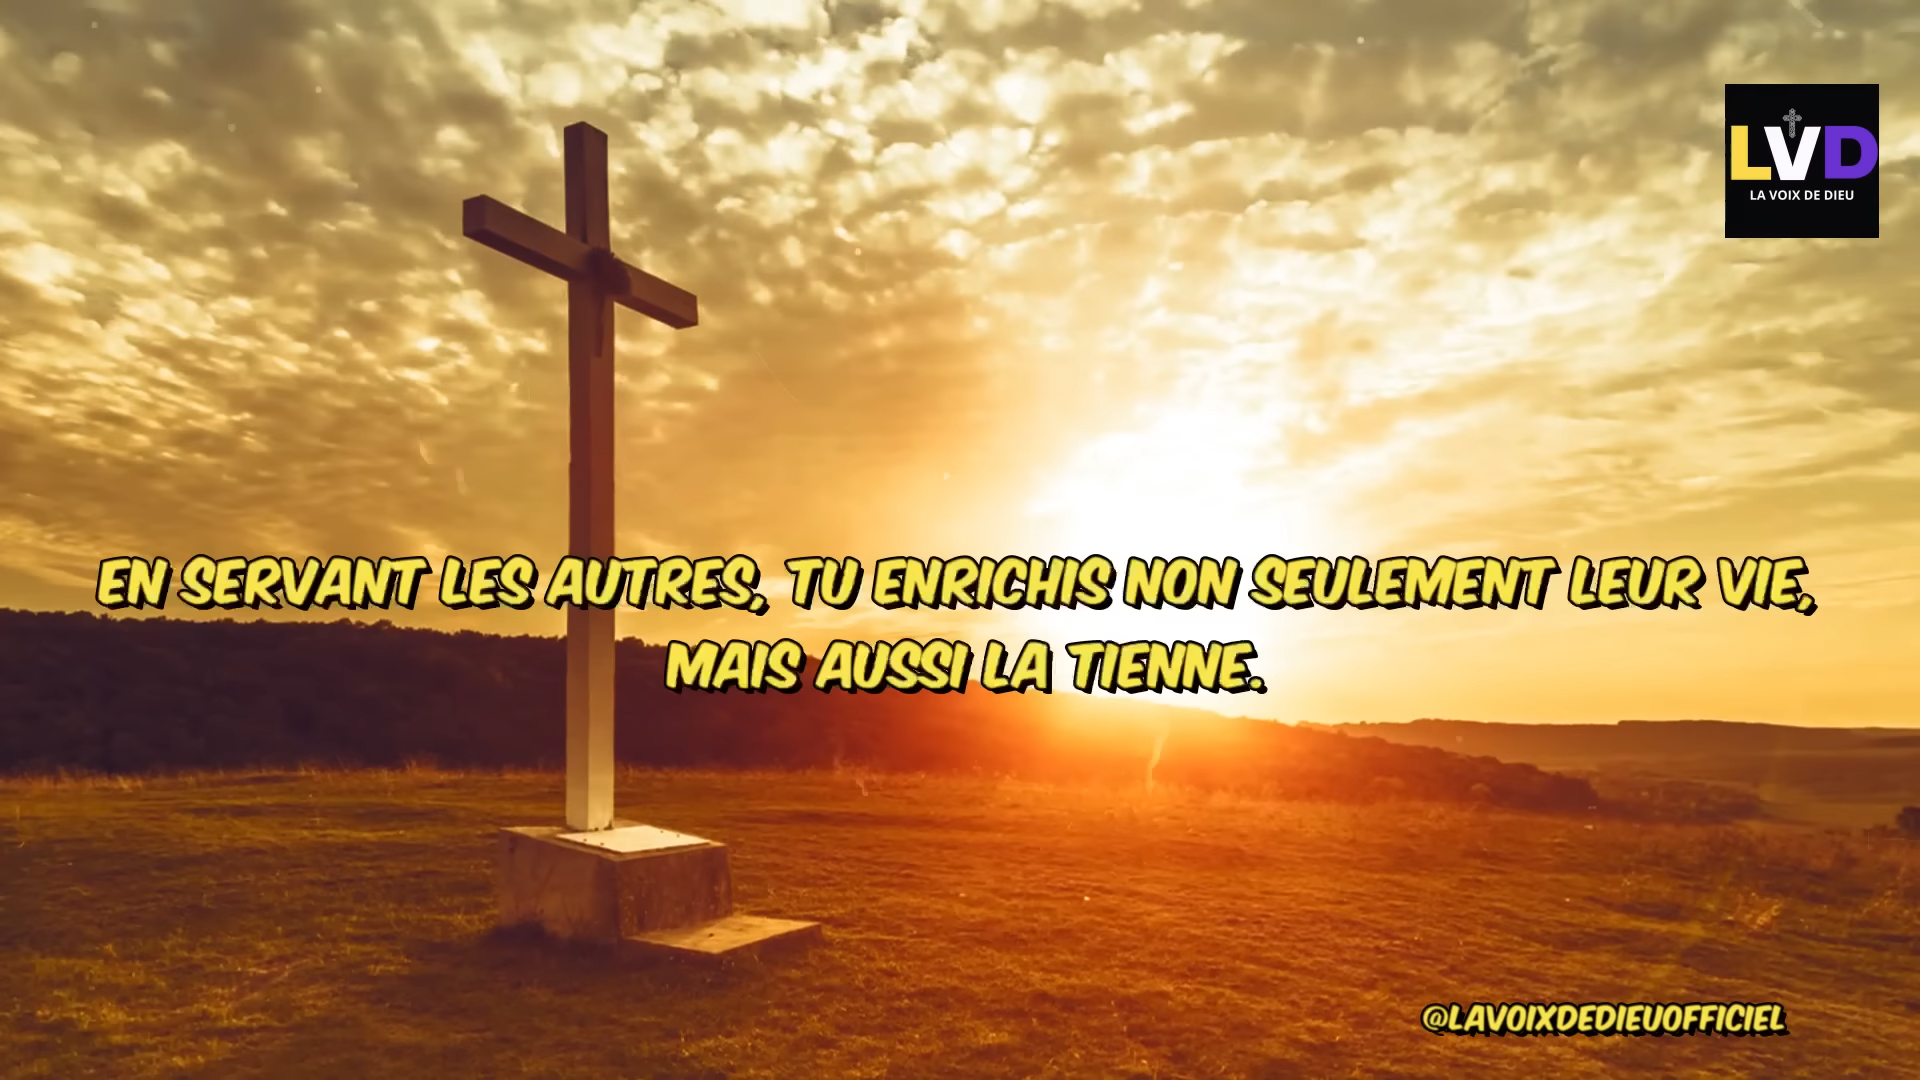 LVD
LA VOIX DE DIEU
EN SERVANT LES AUTRES, TU ENRICHIS NON SEULEMENT LEUR VIE,
MAIS AUSSI LA TIENNE.
@LAVOIXDEDIEUOFFICIEL